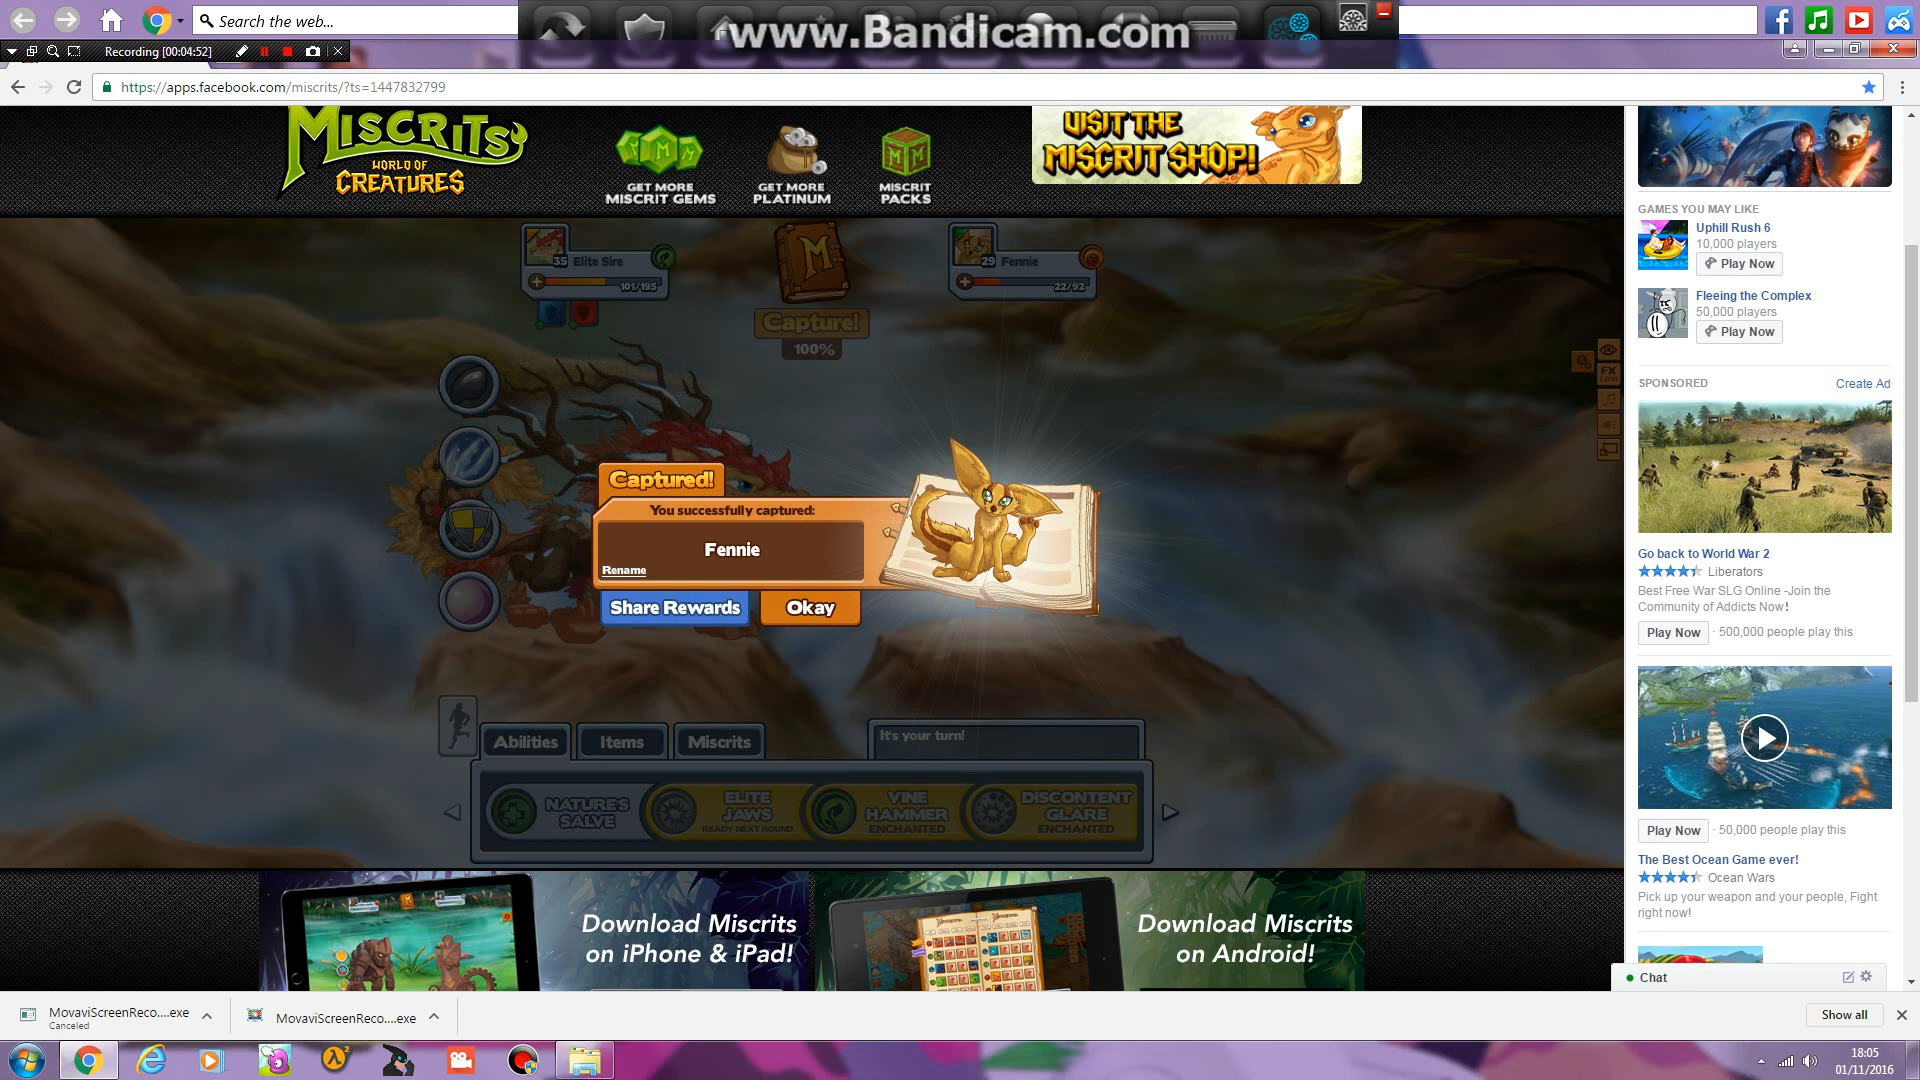 Search the web...
www.Bandicam.com
Recording [00:04:52]
https://apps.facebook.com/miscrits/?ts=1447832799
MISCRITS
WORLD OF
CREATURES
GET MORE
MISCRIT GEMS
GET MORE
PLATINUM
MISCRIT
PACKS
VISIT THE
MISCRIT SHOP!
35
Elite Sire
101/195
M
Capture!
100%
29
Fennie
22/92
FX
LOW
Captured!
You successfully captured:
Fennie
Rename
Share Rewards
Okay
Abilities
Items
Miscrits
It's your turn!
NATURE'S
SALVE
ELITE
JAWS
READY NEXT ROUND
VINE
HAMMER
ENCHANTED
DISCONTENT
GLARE
ENCHANTED
Download Miscrits
on iPhone & iPad!
Download Miscrits
on Android!
GAMES YOU MAY LIKE
Uphill Rush 6
10,000 players
Play Now
Fleeing the Complex
50,000 players
Play Now
SPONSORED
Create Ad
Go back to World War 2
Liberators
Best Free War SLG Online -Join the
Community of Addicts Now!
Play Now · 500,000 people play this
Play Now · 50,000 people play this
The Best Ocean Game ever!
Ocean Wars
Pick up your weapon and your people, Fight
right now!
Chat
MovaviScreenReco....exe
Canceled
MovaviScreenReco....exe
Show all
18:05
01/11/2016